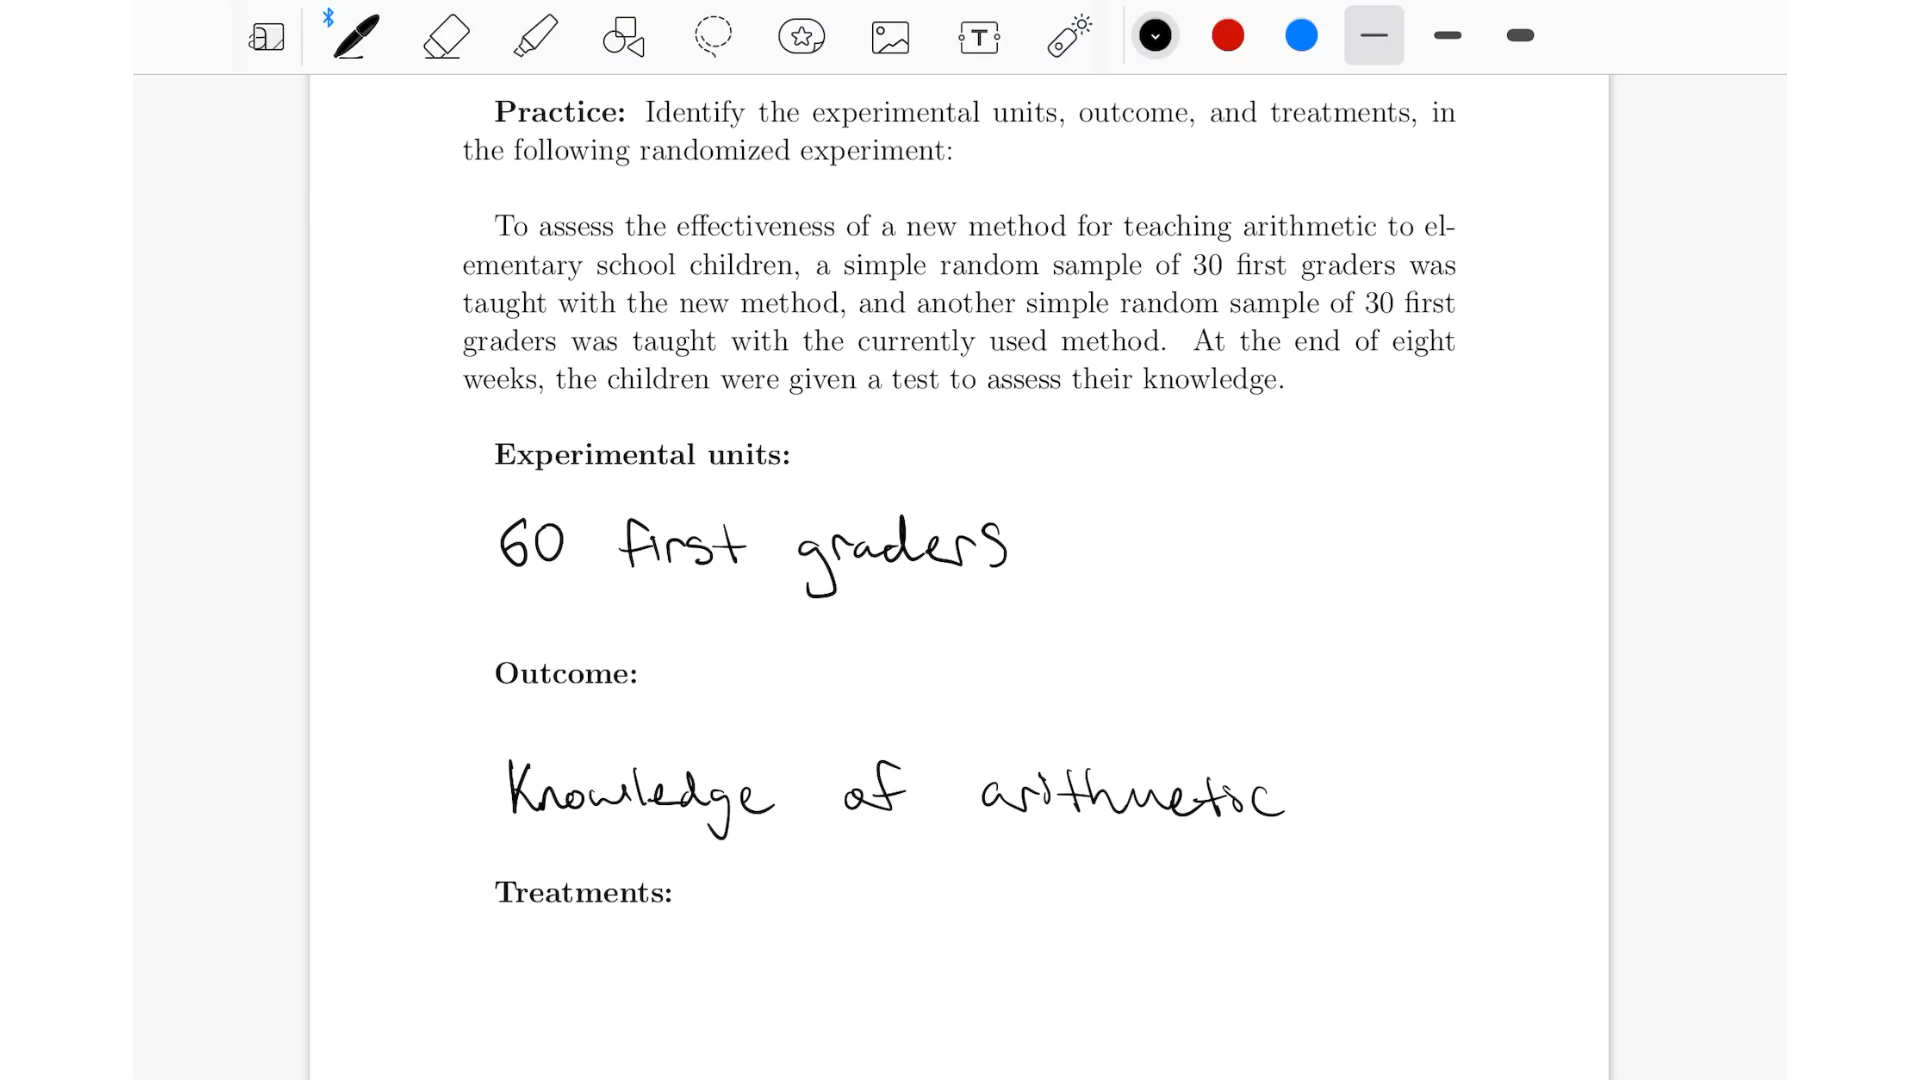 Practice: Identify the experimental units, outcome, and treatments, in
the following randomized experiment:
To assess the effectiveness of a new method for teaching arithmetic to el-
ementary school children, a simple random sample of 30 first graders was
taught with the new method, and another simple random sample of 30 first
graders was taught with the currently used method. At the end of eight
weeks, the children were given a test to assess their knowledge.
Experimental units:
60 first graders
Outcome:
Knowledge of arithmetic
Treatments: